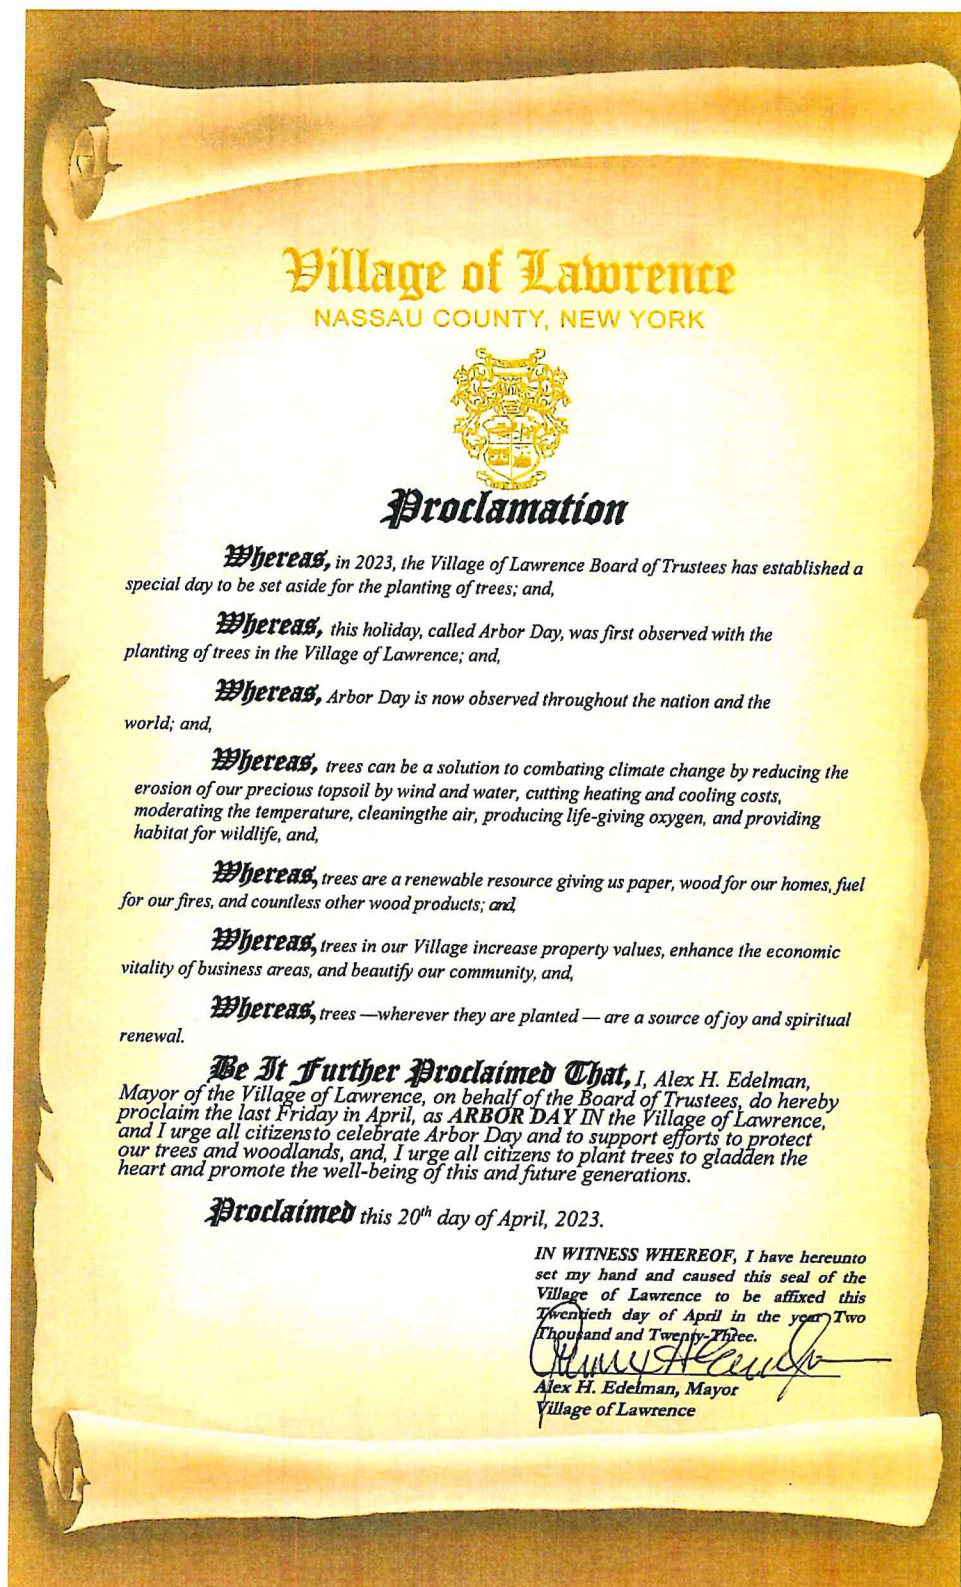 Village of Lawrence
NASSAU COUNTY, NEW YORK
Proclamation
Whereas, in 2023, the Village of Lawrence Board of Trustees has established a
special day to be set aside for the planting of trees; and,
Whereas, this holiday, called Arbor Day, was first observed with the
planting of trees in the Village of Lawrence; and,
Whereas, Arbor Day is now observed throughout the nation and the
world; and,
Whereas, trees can be a solution to combating climate change by reducing the
erosion of our precious topsoil by wind and water, cutting heating and cooling costs,
moderating the temperature, cleaningthe air, producing life-giving oxygen, and providing
habitat for wildlife, and,
Whereas, trees are a renewable resource giving us paper, wood for our homes, fuel
for our fires, and countless other wood products; and,
Whereas, trees in our Village increase property values, enhance the economic
vitality of business areas, and beautify our community, and,
Whereas, trees —wherever they are planted — are a source of joy and spiritual
renewal.
Be It Further Proclaimed That, I, Alex H. Edelman,
Mayor of the Village of Lawrence, on behalf of the Board of Trustees, do hereby
proclaim the last Friday in April, as ARBOR DAY IN the Village of Lawrence,
and I urge all citizens to celebrate Arbor Day and to support efforts to protect
our trees and woodlands, and, I urge all citizens to plant trees to gladden the
heart and promote the well-being of this and future generations.
Proclaimed this 20th day of April, 2023.
IN WITNESS WHEREOF, I have hereunto
set my hand and caused this seal of the
Village of Lawrence to be affixed this
Twentieth day of April in the year Two
Thousand and Twenty-Three.
Alex H. Edelman, Mayor
Village of Lawrence